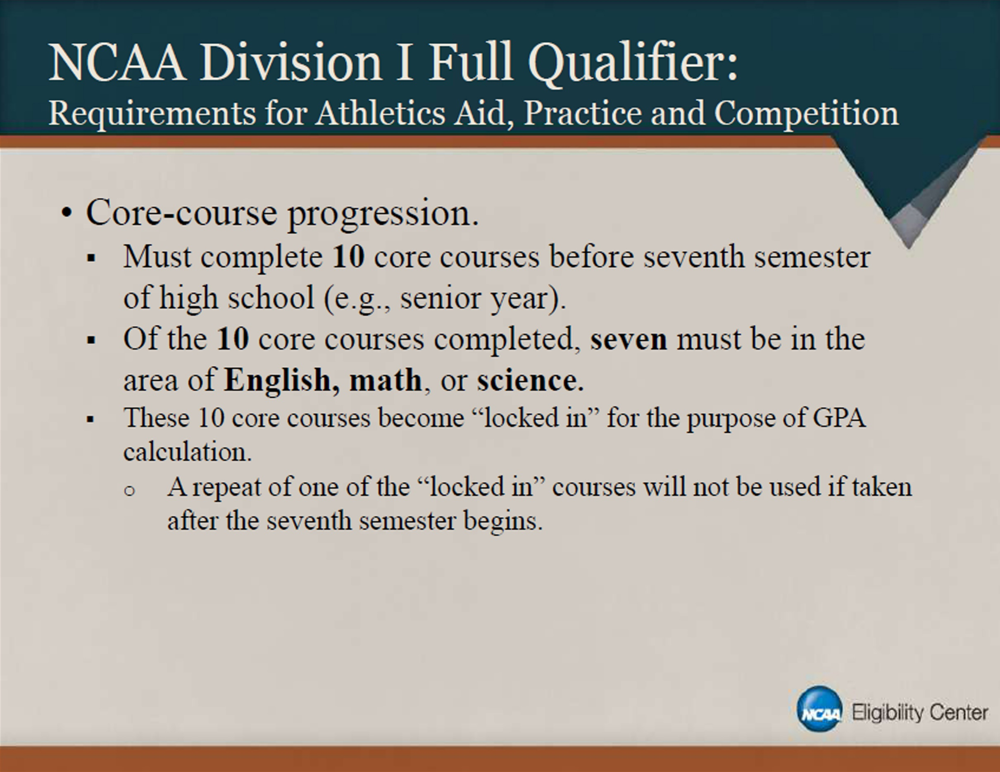 NCAA Division I Full Qualifier:
Requirements for Athletics Aid, Practice and Competition
• Core-course progression.
▪ Must complete 10 core courses before seventh semester
of high school (e.g., senior year).
▪ Of the 10 core courses completed, seven must be in the
area of English, math, or science.
▪ These 10 core courses become “locked in” for the purpose of GPA
calculation.
○ A repeat of one of the “locked in” courses will not be used if taken
after the seventh semester begins.
NCAA Eligibility Center